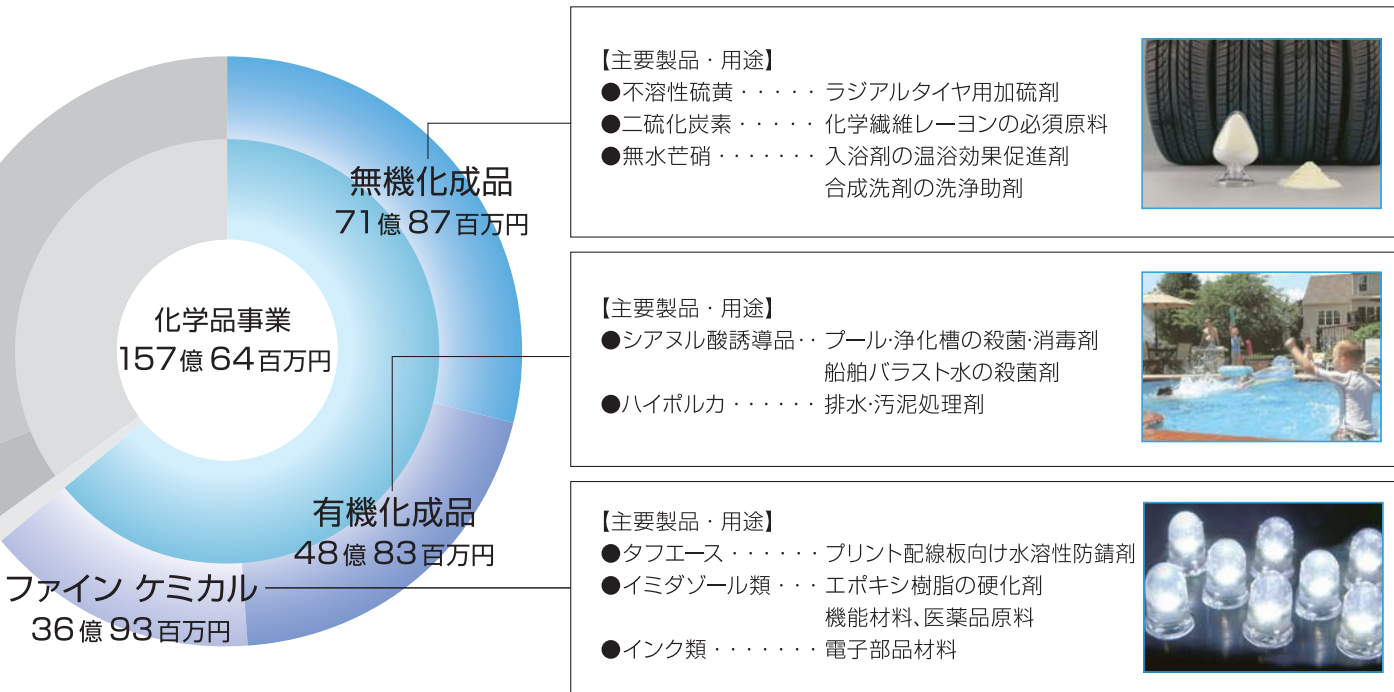 化学品事業
157億64百万円
無機化成品
71億87百万円
【主要製品・用途】
●不溶性硫黄・・・・・ラジアルタイヤ用加硫剤
●二硫化炭素・・・・・化学繊維レーヨンの必須原料
●無水芒硝・・・・・・・入浴剤の温浴効果促進剤
合成洗剤の洗浄助剤
有機化成品
48億83百万円
【主要製品・用途】
●シアヌル酸誘導品・・プール・浄化槽の殺菌・消毒剤
船舶バラスト水の殺菌剤
●ハイポルカ・・・・・・排水・汚泥処理剤
ファイン ケミカル
36億93百万円
【主要製品・用途】
●タフエース・・・・・・プリント配線板向け水溶性防錆剤
●イミダゾール類・・・エポキシ樹脂の硬化剤
機能材料、医薬品原料
●インク類・・・・・・・電子部品材料